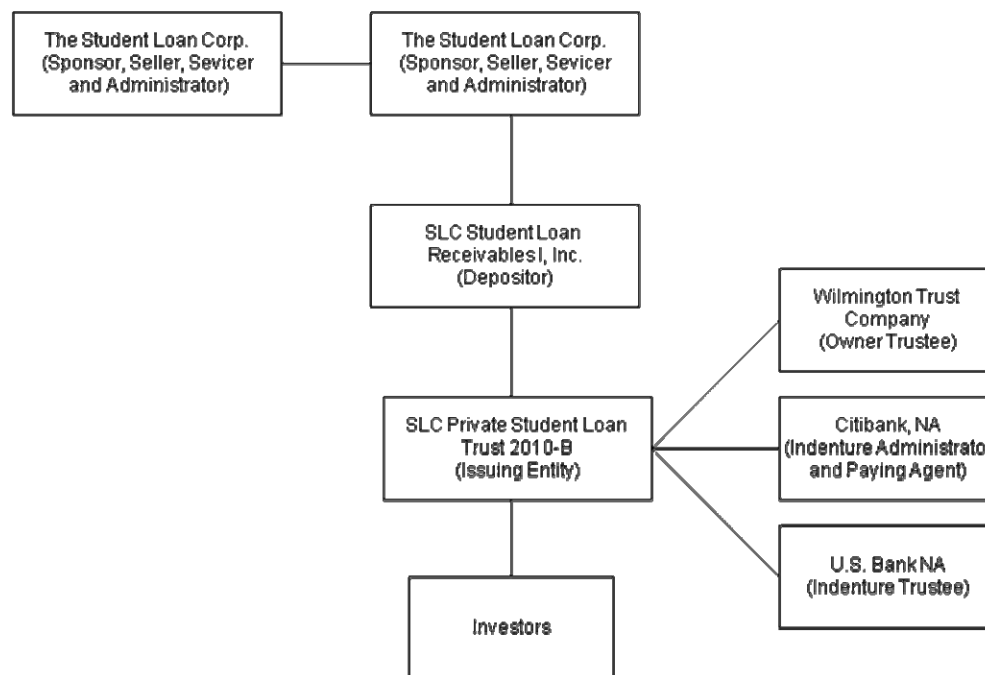 The Student Loan Corp.
(Sponsor, Seller, Sevicer
and Administrator)
The Student Loan Corp.
(Sponsor, Seller, Sevicer
and Administrator)
SLC Student Loan
Receivables I, Inc.
(Depositor)
Wilmington Trust
Company
(Owner Trustee)
SLC Private Student Loan
Trust 2010-B
(Issuing Entity)
Citibank, NA
(Indenture Administrato
and Paying Agent)
U.S. Bank NA
(Indenture Trustee)
Investors